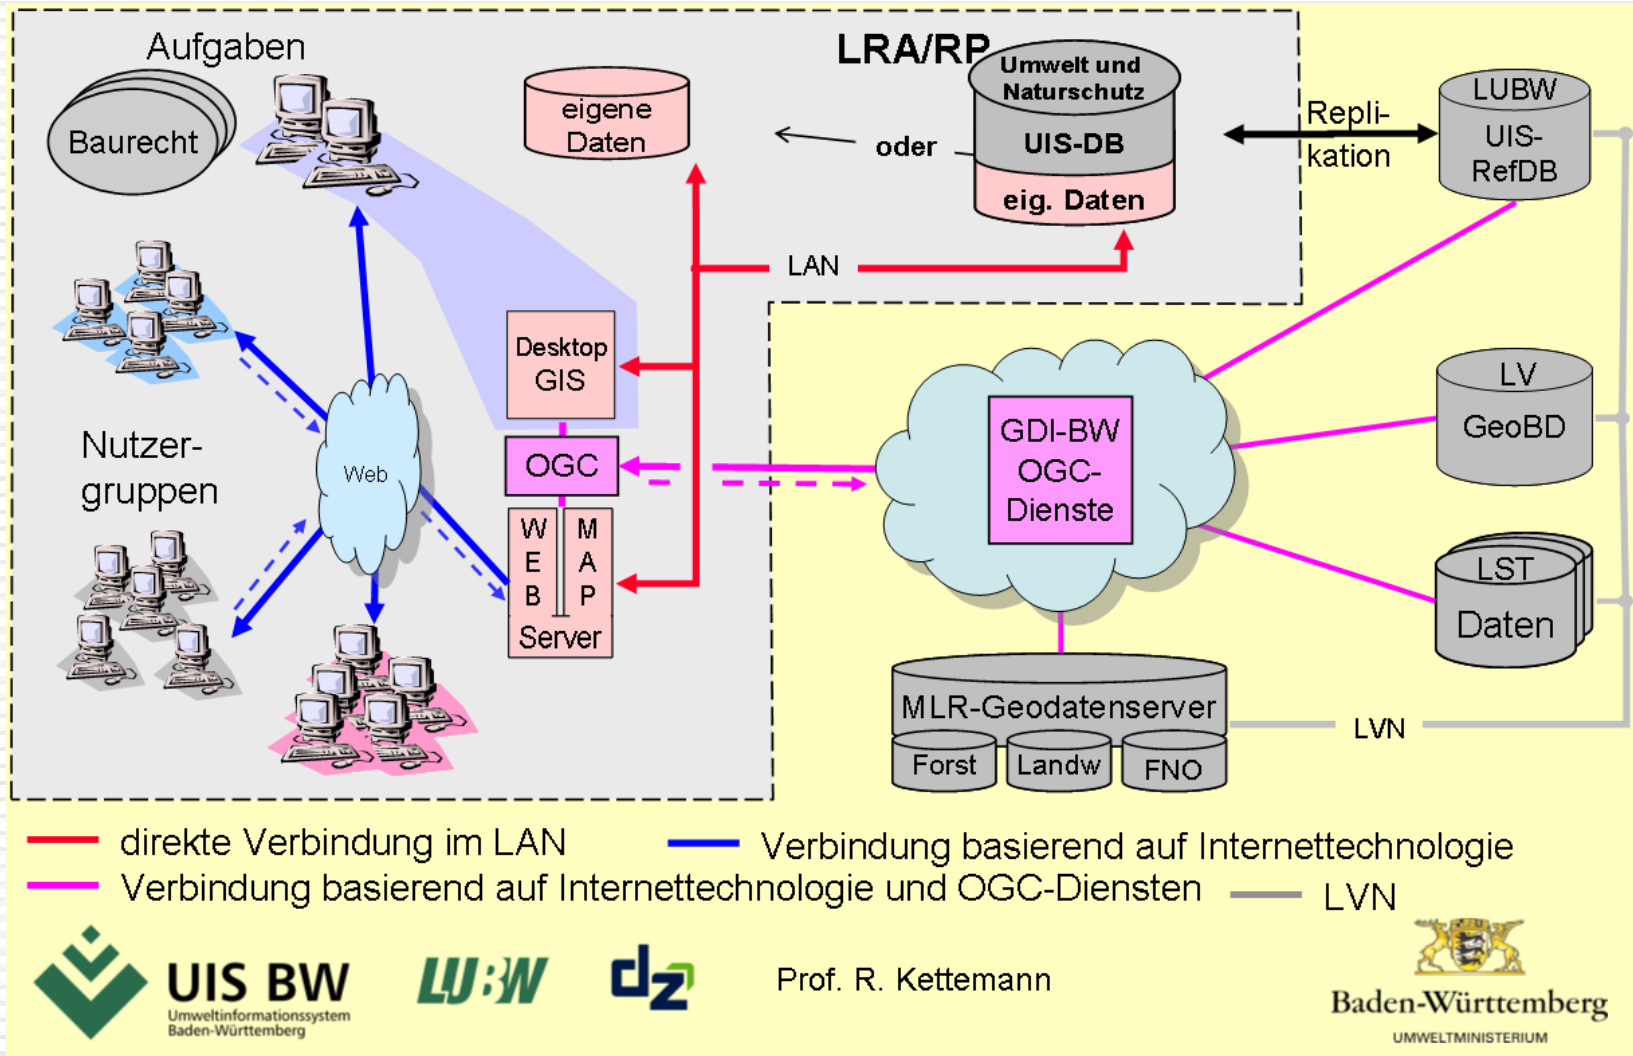 Aufgaben
LRA/RP
Baurecht
eigene
Daten
oder
Umwelt und
Naturschutz
UIS-DB
eig. Daten
Repli-
kation
LUBW
UIS-
RefDB
LAN
Desktop
GIS
Nutzer-
gruppen
Web
OGC
W
E
B
M
A
P
Server
GDI-BW
OGC-
Dienste
LV
GeoBD
LST
Daten
MLR-Geodatenserver
Forst
Landw
FNO
LVN
direkte Verbindung im LAN
Verbindung basierend auf Internettechnologie
Verbindung basierend auf Internettechnologie und OGC-Diensten
LVN
UIS BW
Umweltinformationssystem
Baden-Württemberg
LUBW
dz
Prof. R. Kettemann
Baden-Württemberg
UMWELTMINISTERIUM